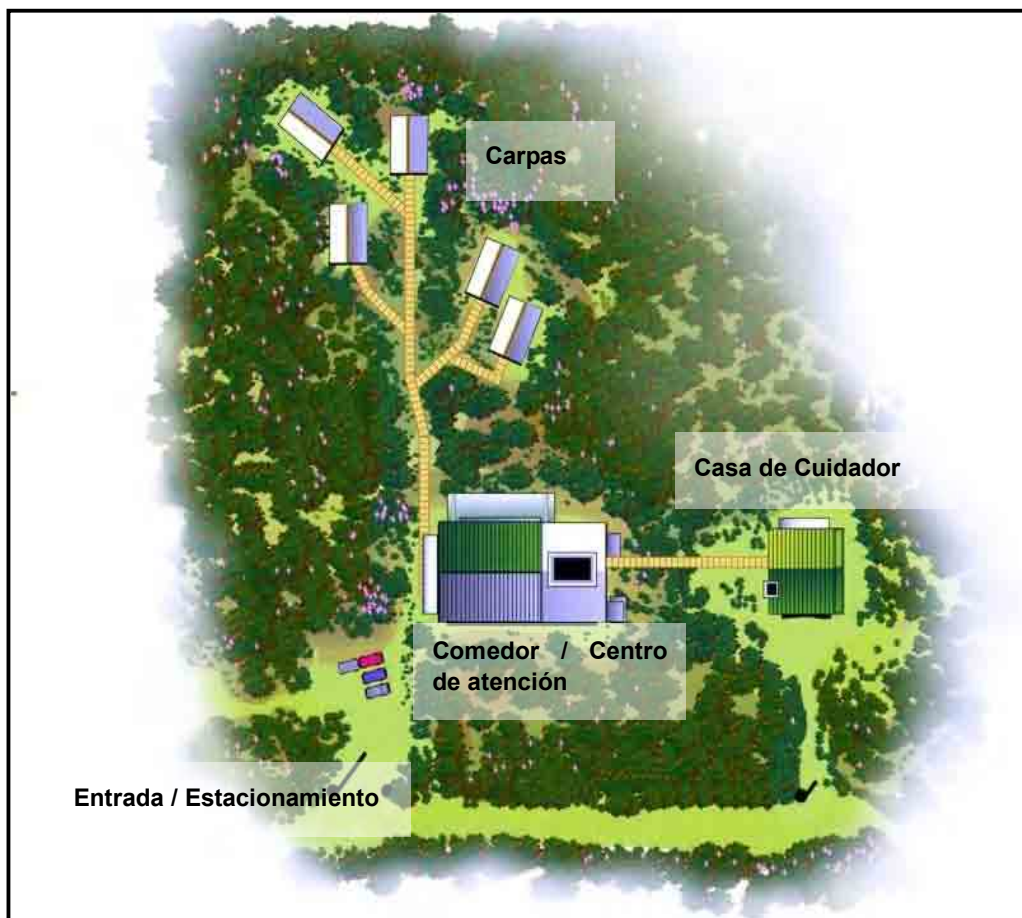 Carpas
Casa de Cuidador
Comedor / Centro
de atención
Entrada / Estacionamiento